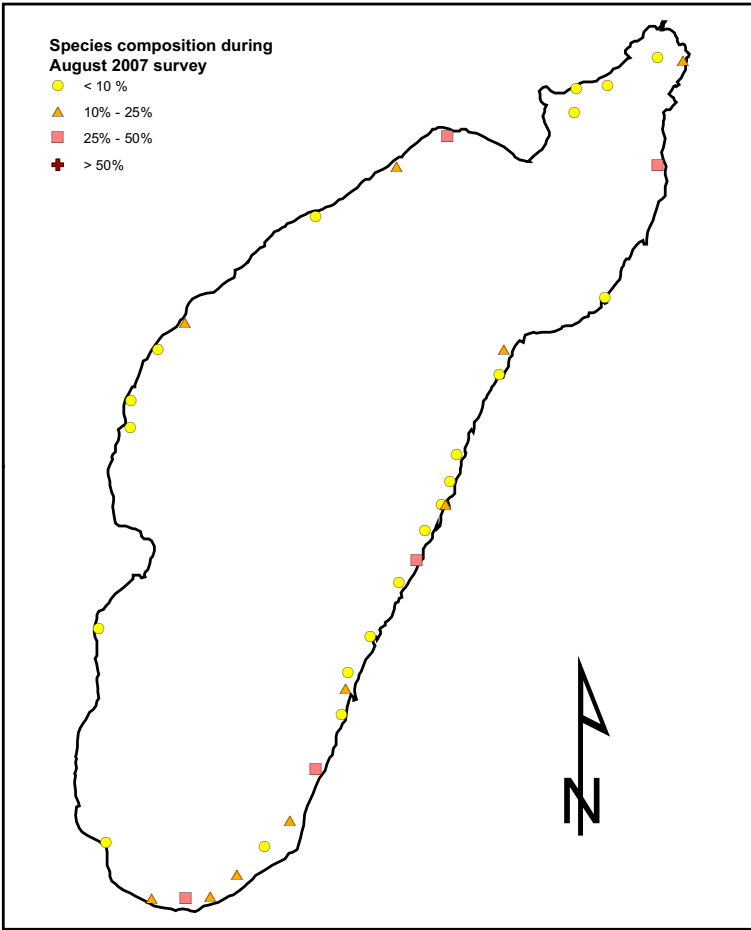 Species composition during
August 2007 survey
< 10 %
10% - 25%
25% - 50%
> 50%
N